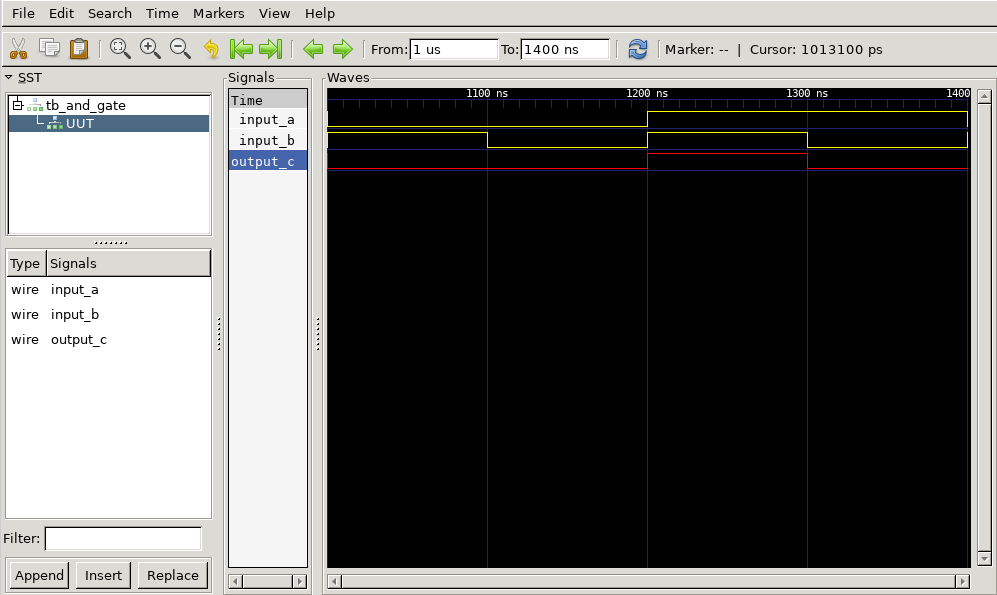 File Edit Search Time Markers View Help
From: 1 us To: 1400 ns Marker: -- | Cursor: 1013100 ps
SST
tb_and_gate
UUT
Type Signals
wire input_a
wire input_b
wire output_c
Filter:
Append Insert Replace
Signals
Time
input_a
input_b
output_c
Waves
1100 ns 1200 ns 1300 ns 1400